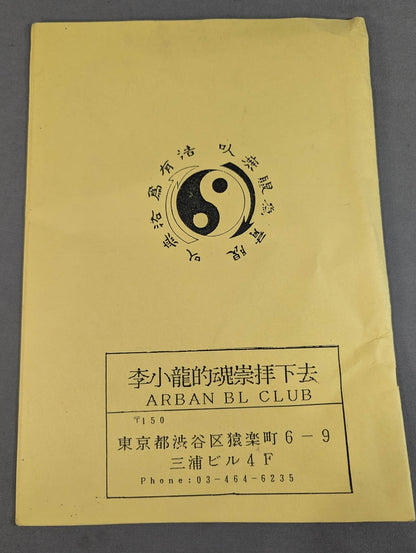 以無限為有限
以無法為有法
李小龍的魂崇拝下去
ARBAN BL CLUB
〒150
東京都渋谷区猿楽町6-9
三浦ビル4F
Phone:03-464-6235